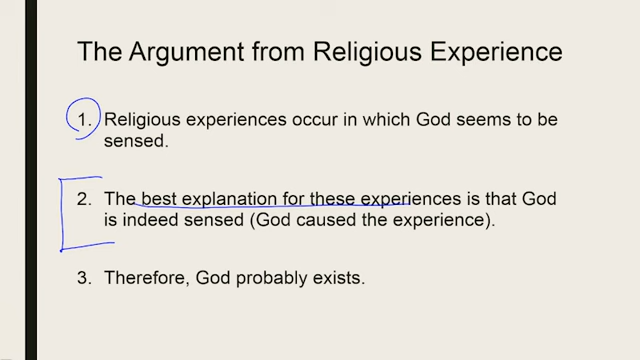 The Argument from Religious Experience
1. Religious experiences occur in which God seems to be
sensed.
2. The best explanation for these experiences is that God
is indeed sensed (God caused the experience).
3. Therefore, God probably exists.